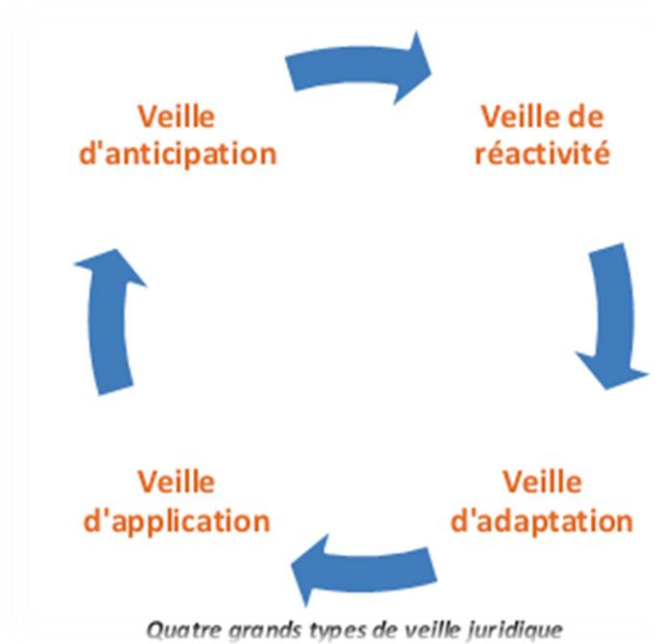 Veille
d'anticipation
Veille de
réactivité
Veille
d'application
Veille
d'adaptation
Quatre grands types de veille juridique